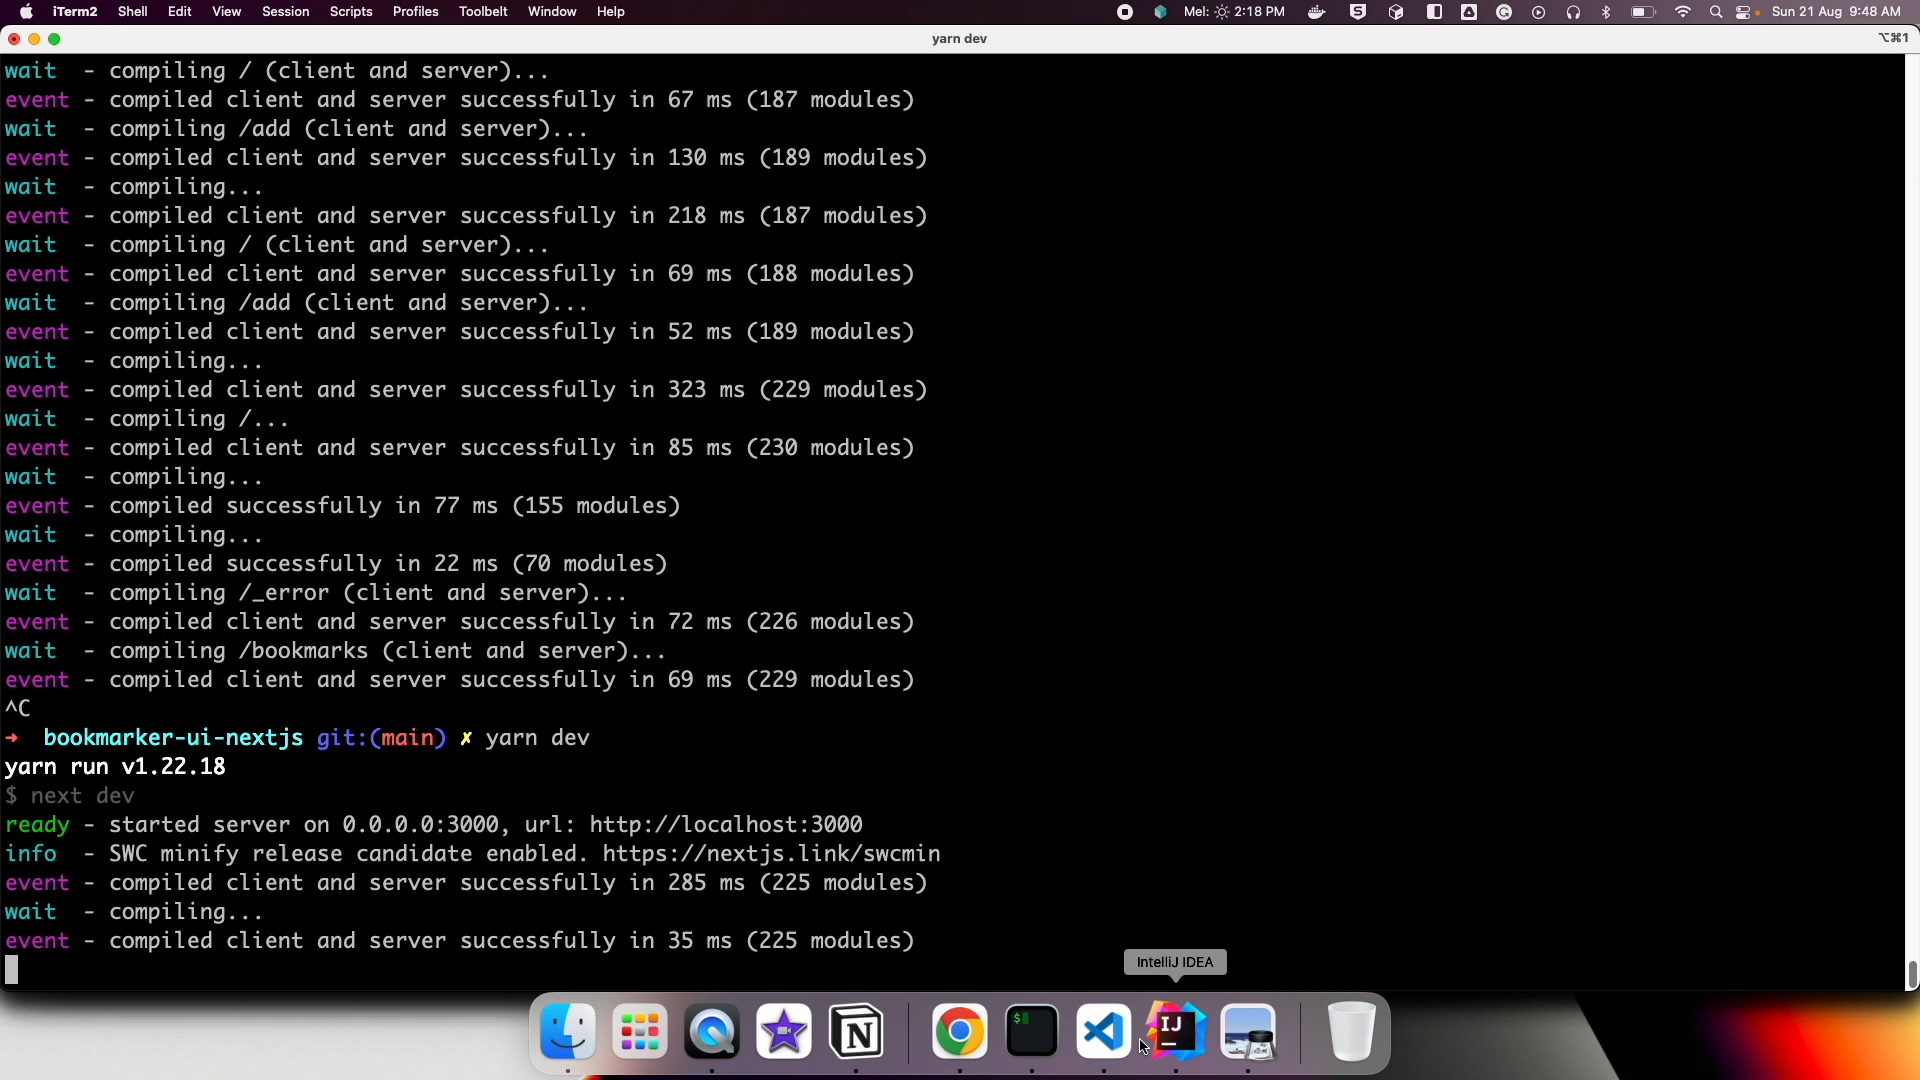 iTerm2 Shell Edit View Session Scripts Profiles Toolbelt Window Help Mel: 2:18 PM Sun 21 Aug 9:48 AM
yarn dev ⌥⌘1
wait - compiling / (client and server)...
event - compiled client and server successfully in 67 ms (187 modules)
wait - compiling /add (client and server)...
event - compiled client and server successfully in 130 ms (189 modules)
wait - compiling...
event - compiled client and server successfully in 218 ms (187 modules)
wait - compiling / (client and server)...
event - compiled client and server successfully in 69 ms (188 modules)
wait - compiling /add (client and server)...
event - compiled client and server successfully in 52 ms (189 modules)
wait - compiling...
event - compiled client and server successfully in 323 ms (229 modules)
wait - compiling /...
event - compiled client and server successfully in 85 ms (230 modules)
wait - compiling...
event - compiled successfully in 77 ms (155 modules)
wait - compiling...
event - compiled successfully in 22 ms (70 modules)
wait - compiling /_error (client and server)...
event - compiled client and server successfully in 72 ms (226 modules)
wait - compiling /bookmarks (client and server)...
event - compiled client and server successfully in 69 ms (229 modules)
^C
➜ bookmarker-ui-nextjs git:(main) ✗ yarn dev
yarn run v1.22.18
$ next dev
ready - started server on 0.0.0.0:3000, url: http://localhost:3000
info - SWC minify release candidate enabled. https://nextjs.link/swcmin
event - compiled client and server successfully in 285 ms (225 modules)
wait - compiling...
event - compiled client and server successfully in 35 ms (225 modules)
IntelliJ IDEA
N $ IJ